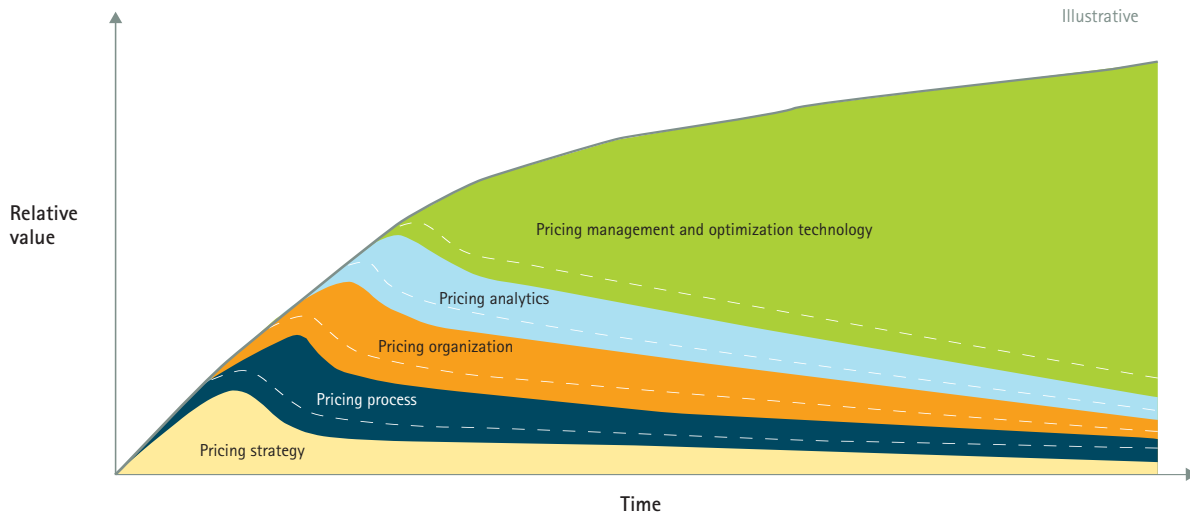 Illustrative
Relative
value
Pricing management and optimization technology
Pricing analytics
Pricing organization
Pricing process
Pricing strategy
Time